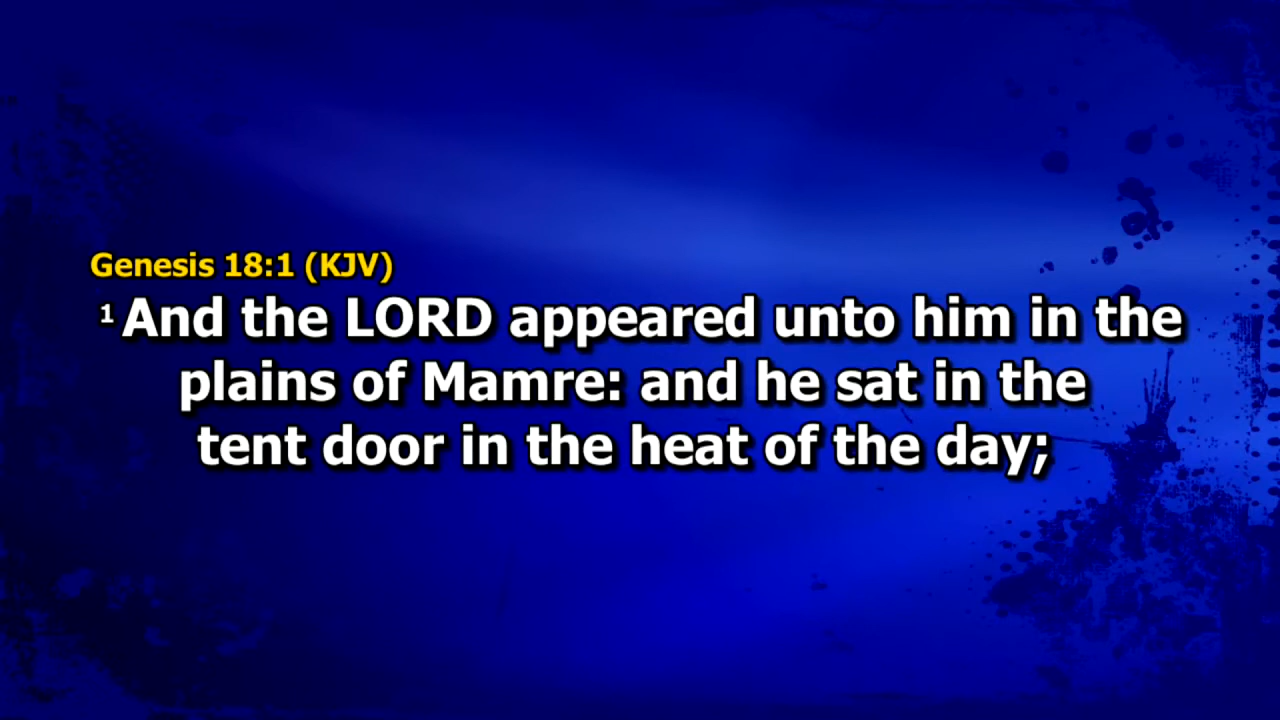 Genesis 18:1 (KJV)
1 And the LORD appeared unto him in the
plains of Mamre: and he sat in the
tent door in the heat of the day;